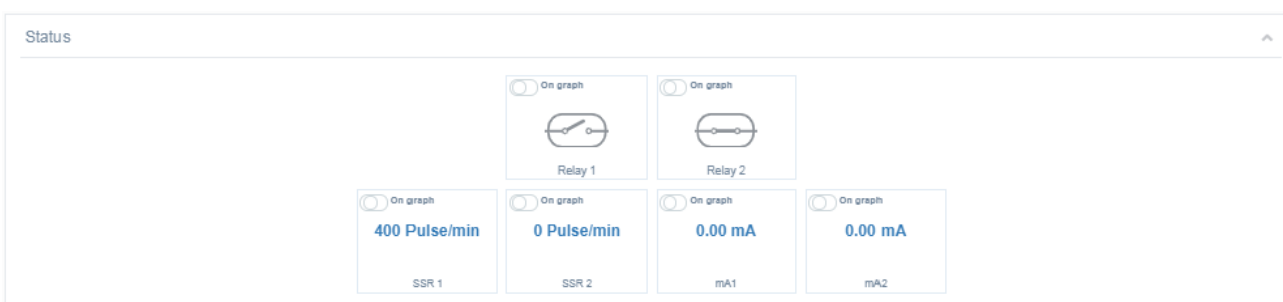 Status
On graph
On graph
Relay 1
Relay 2
On graph
On graph
On graph
On graph
400 Pulse/min
0 Pulse/min
0.00 mA
0.00 mA
SSR 1
SSR 2
mA1
mA2